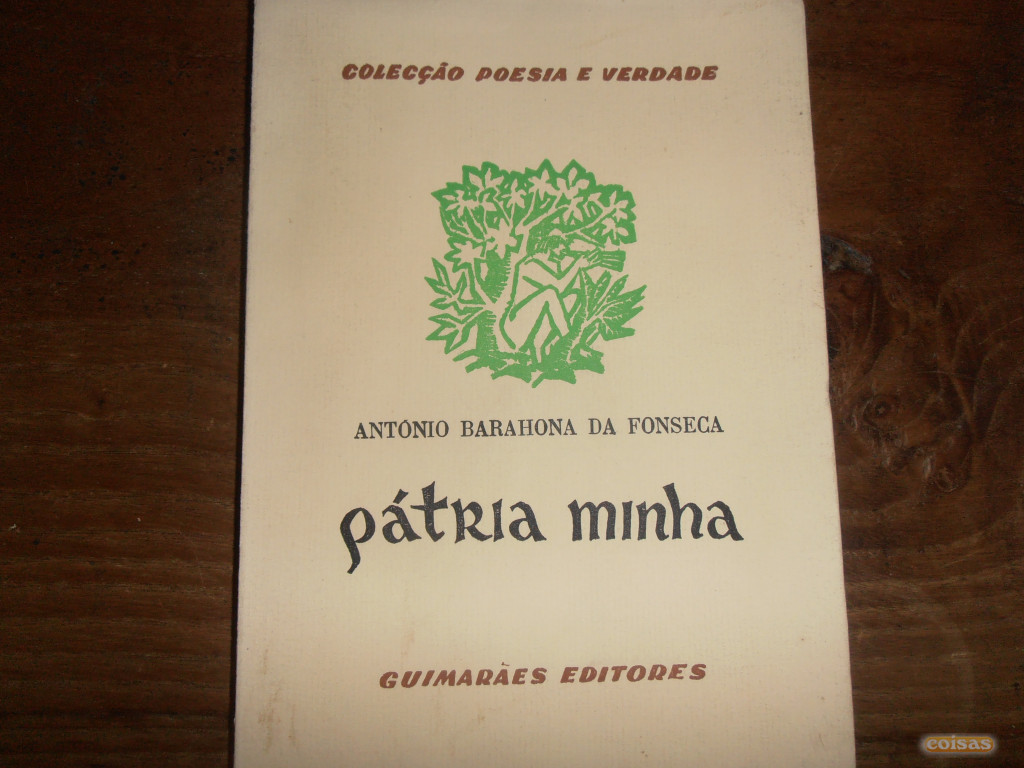 COLECÇÃO POESIA E VERDADE
ANTÓNIO BARAHONA DA FONSECA
pátria minha
GUIMARÃES EDITORES
coisas